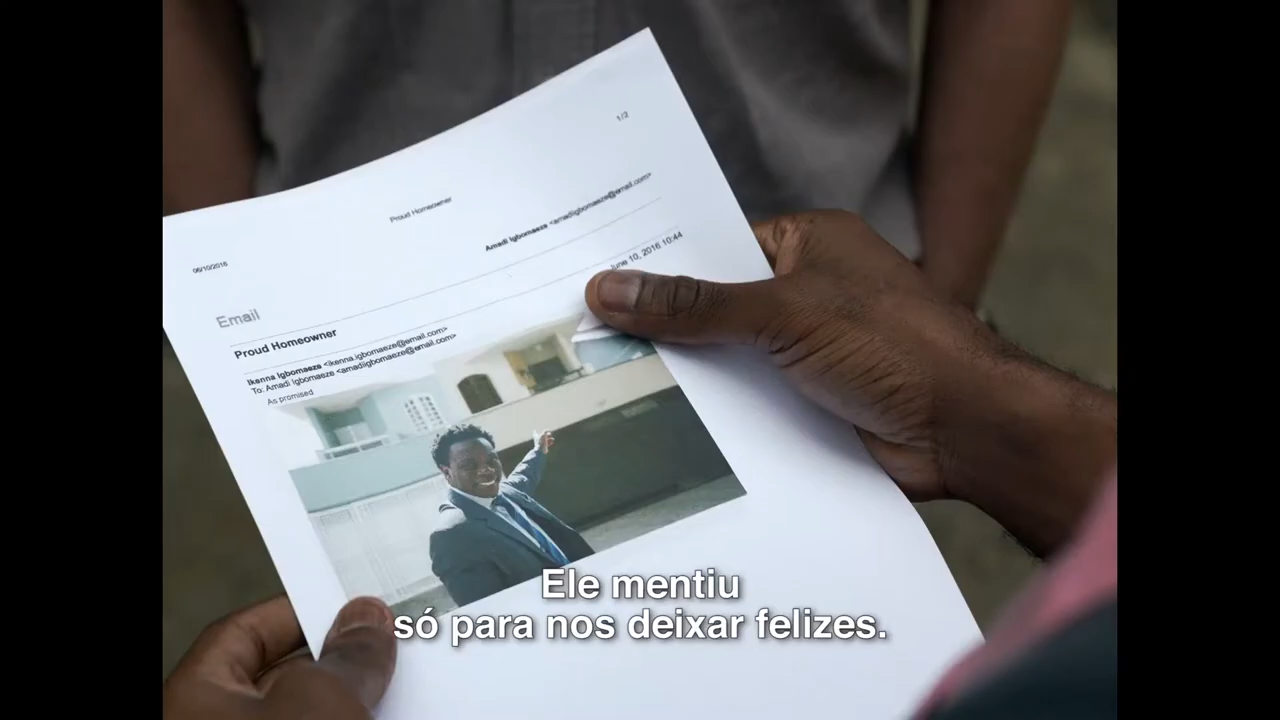 1/2
Proud Homeowner
Amadi Igbomaeze <amadiigbomaeze@email.com>
06/10/2016
June 10, 2016 10:44
Email
Proud Homeowner
Ikenna Igbomaeze <ikenna.igbomaeze@email.com>
To: Amadi Igbomaeze <amadiigbomaeze@email.com>
As promised
Ele mentiu
só para nos deixar felizes.